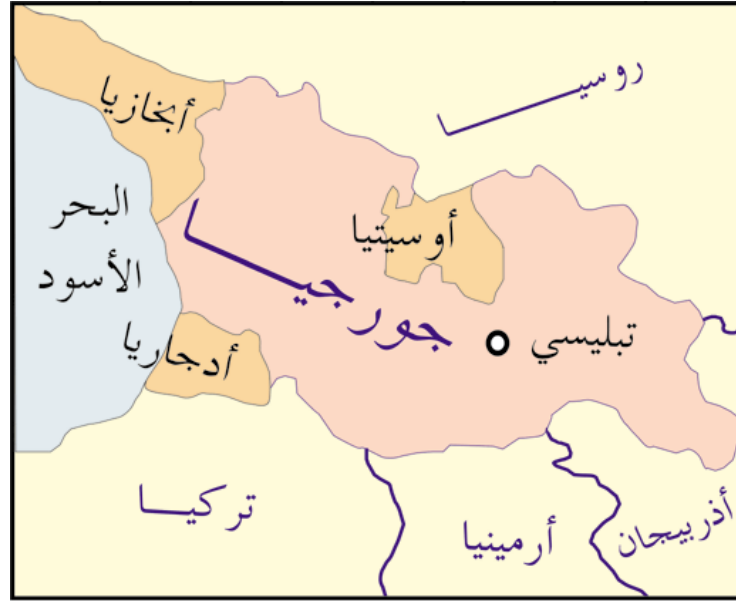 روسيا
أبخازيا
البحر
الأسود
أوسيتيا
جورجيا
تبليسي
أدجاريا
تركيا
أرمينيا
أذربيجان